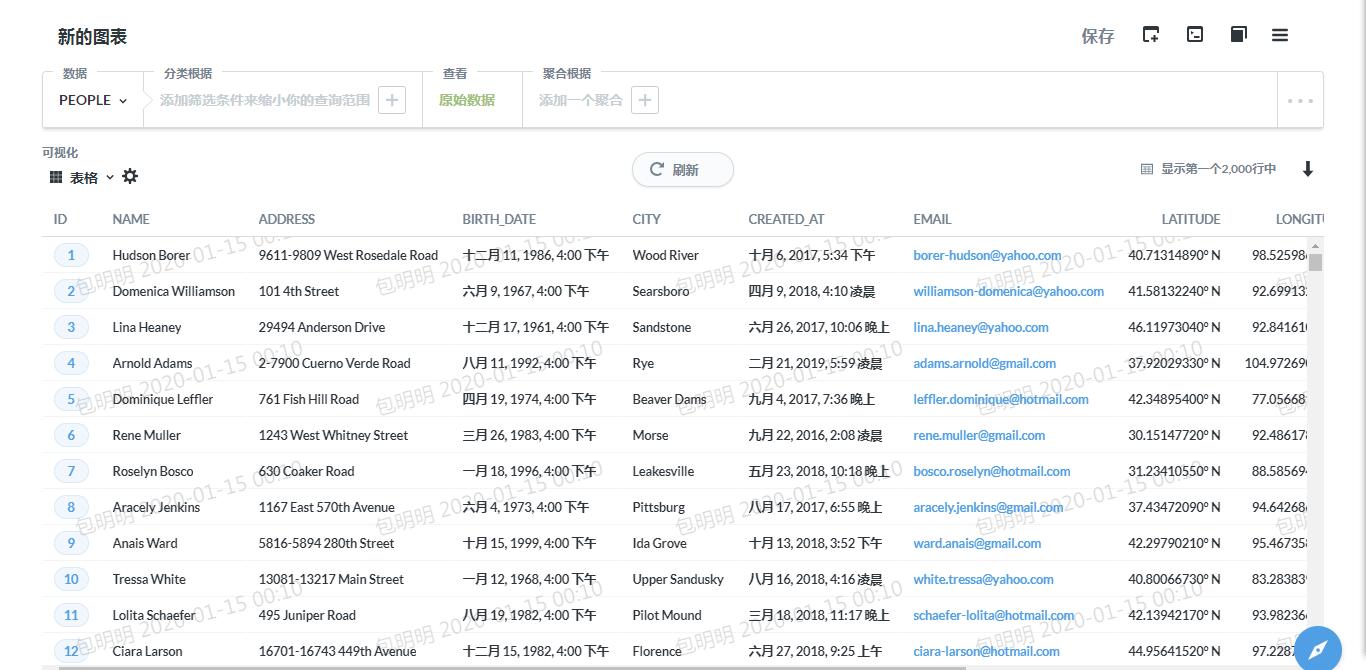 新的图表
保存
数据 分类根据 查看 聚合根据
PEOPLE 添加筛选条件来缩小你的查询范围 原始数据 添加一个聚合
可视化
表格 刷新 显示第一个2,000行中
ID NAME ADDRESS BIRTH_DATE CITY CREATED_AT EMAIL LATITUDE LONGITU
1 Hudson Borer 9611-9809 West Rosedale Road 十二月 11, 1986, 4:00 下午 Wood River 十月 6, 2017, 5:34 下午 borer-hudson@yahoo.com 40.71314890° N 98.52598
2 Domenica Williamson 101 4th Street 六月 9, 1967, 4:00 下午 Searsboro 四月 9, 2018, 4:10 凌晨 williamson-domenica@yahoo.com 41.58132240° N 92.69913
3 Lina Heaney 29494 Anderson Drive 十二月 17, 1961, 4:00 下午 Sandstone 六月 26, 2017, 10:06 晚上 lina.heaney@yahoo.com 46.11973040° N 92.84161
4 Arnold Adams 2-7900 Cuerno Verde Road 八月 11, 1992, 4:00 下午 Rye 二月 21, 2019, 5:59 凌晨 adams.arnold@gmail.com 37.92029330° N 104.97269
5 Dominique Leffler 761 Fish Hill Road 四月 19, 1974, 4:00 下午 Beaver Dams 九月 4, 2017, 7:36 晚上 leffler.dominique@hotmail.com 42.34895400° N 77.05668
6 Rene Muller 1243 West Whitney Street 三月 26, 1983, 4:00 下午 Morse 九月 22, 2016, 2:08 凌晨 rene.muller@gmail.com 30.15147720° N 92.48617
7 Roselyn Bosco 630 Coaker Road 一月 18, 1996, 4:00 下午 Leakesville 五月 23, 2018, 10:18 晚上 bosco.roselyn@hotmail.com 31.23410550° N 88.58569
8 Aracely Jenkins 1167 East 570th Avenue 六月 4, 1973, 4:00 下午 Pittsburg 八月 17, 2017, 6:55 晚上 aracely.jenkins@gmail.com 37.43472090° N 94.64268
9 Anais Ward 5816-5894 280th Street 十月 15, 1999, 4:00 下午 Ida Grove 十月 13, 2018, 3:52 下午 ward.anais@gmail.com 42.29790210° N 95.46735
10 Tressa White 13081-13217 Main Street 一月 12, 1968, 4:00 下午 Upper Sandusky 八月 16, 2018, 4:16 凌晨 white.tressa@yahoo.com 40.80066730° N 83.28383
11 Lolita Schaefer 495 Juniper Road 八月 19, 1982, 4:00 下午 Pilot Mound 三月 18, 2018, 11:17 晚上 schaefer-lolita@hotmail.com 42.13942170° N 93.98236
12 Ciara Larson 16701-16743 449th Avenue 十二月 15, 1982, 4:00 下午 Florence 六月 27, 2018, 9:25 上午 ciara-larson@hotmail.com 44.95641520° N 97.2287
包明明 2020-01-15 00:10